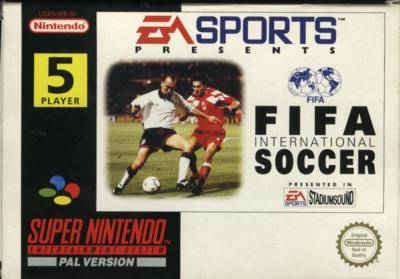 LICENSED BY
Nintendo
EA SPORTS™
PRESENTS
5
PLAYER
FIFA
FIFA
INTERNATIONAL
SOCCER
PRESENTED IN
EA SPORTS
STADIUMSOUND
SUPER NINTENDO
ENTERTAINMENT SYSTEM
PAL VERSION
Original
Nintendo
Seal of
Quality